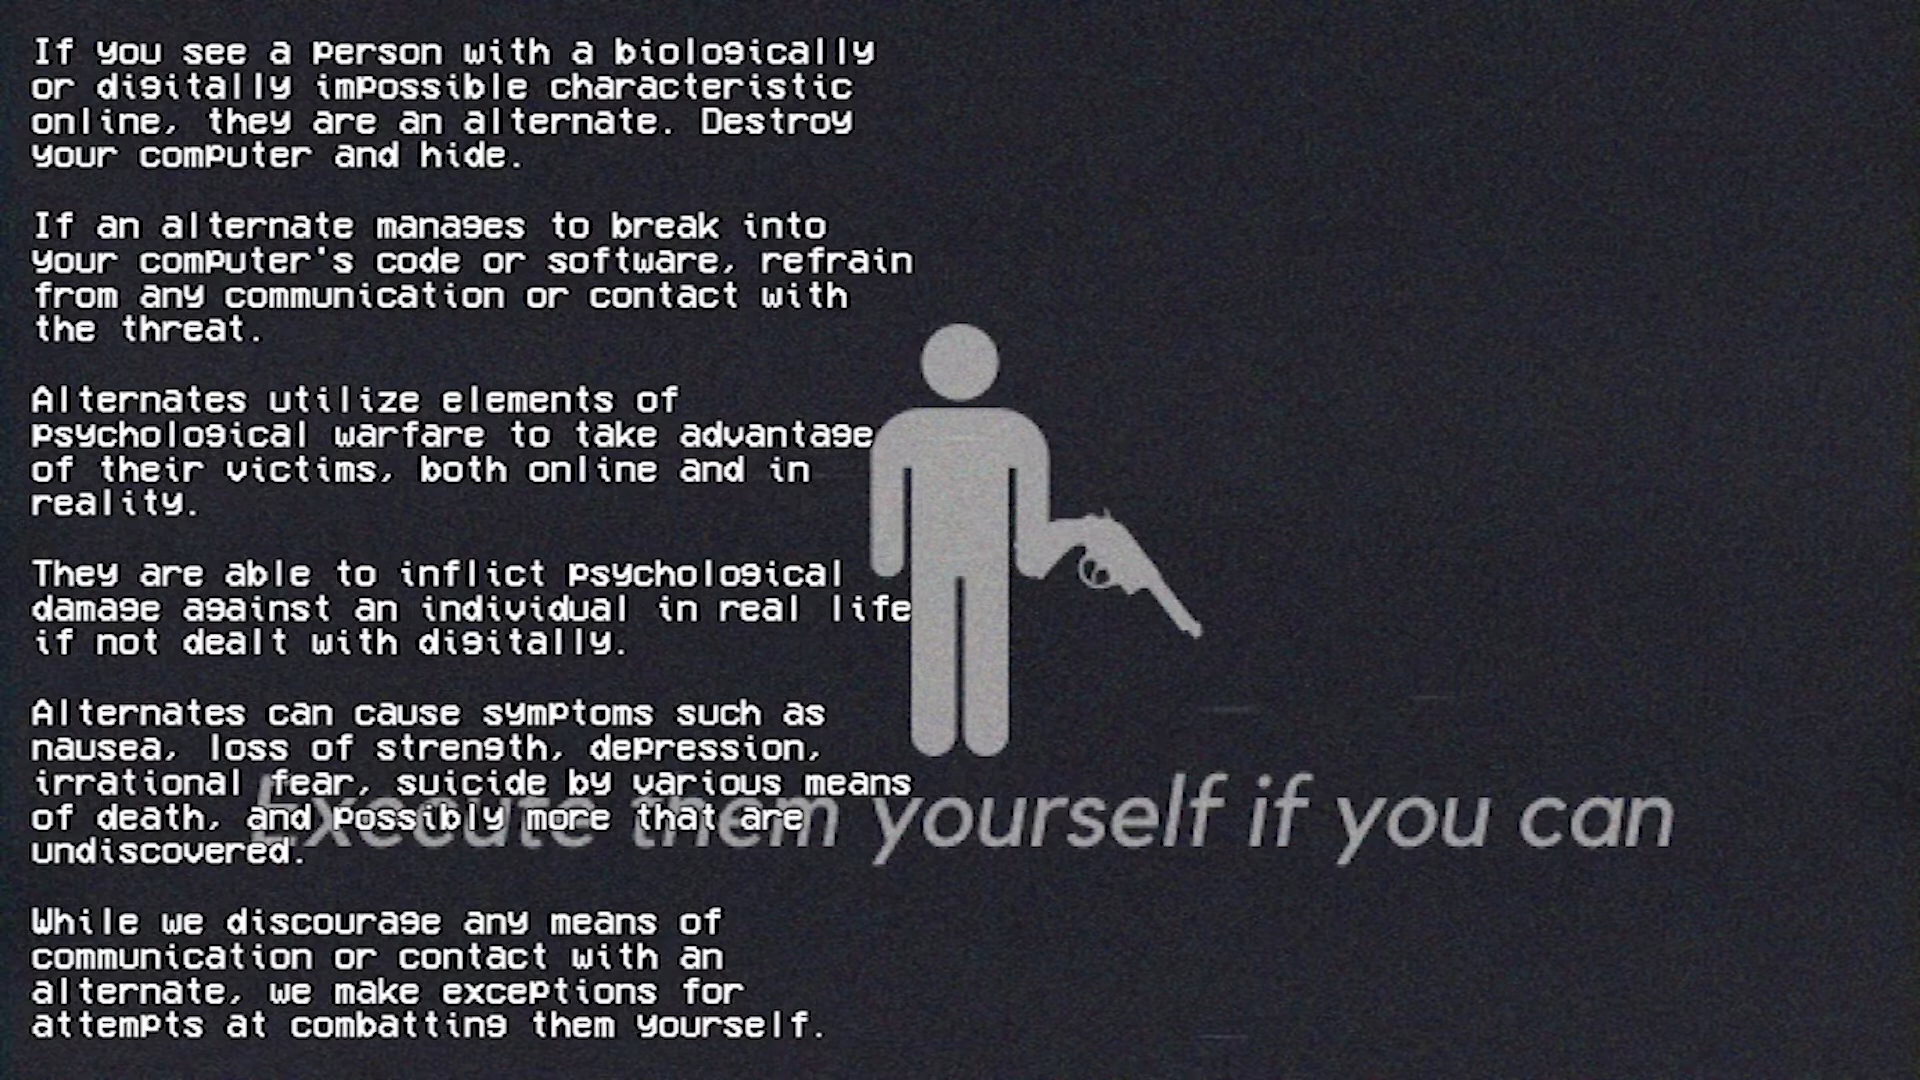 If you see a person with a biologically
or digitally impossible characteristic
online, they are an alternate. Destroy
your computer and hide.
If an alternate manages to break into
your computer's code or software, refrain
from any communication or contact with
the threat.
Alternates utilize elements of
psychological warfare to take advantage
of their victims, both online and in
reality.
They are able to inflict psychological
damage against an individual in real life
if not dealt with digitally.
Alternates can cause symptoms such as
nausea, loss of strength, depression,
irrational fear, suicide by various means
of death, and possibly more that are
undiscovered.
While we discourage any means of
communication or contact with an
alternate, we make exceptions for
attempts at combatting them yourself.
Execute them yourself if you can